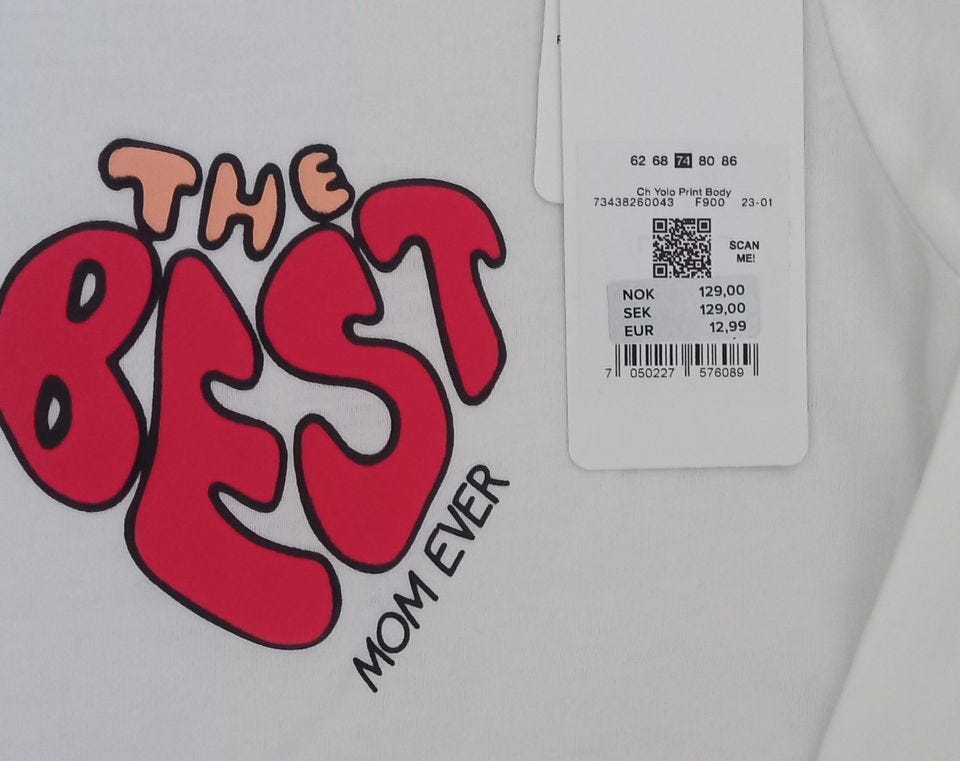 THE
BEST
MOM EVER
62 68 74 80 86
Ch Yolo Print Body
73438260043 F900 23-01
SCAN
ME!
NOK 129,00
SEK 129,00
EUR 12,99
7 050227 576089